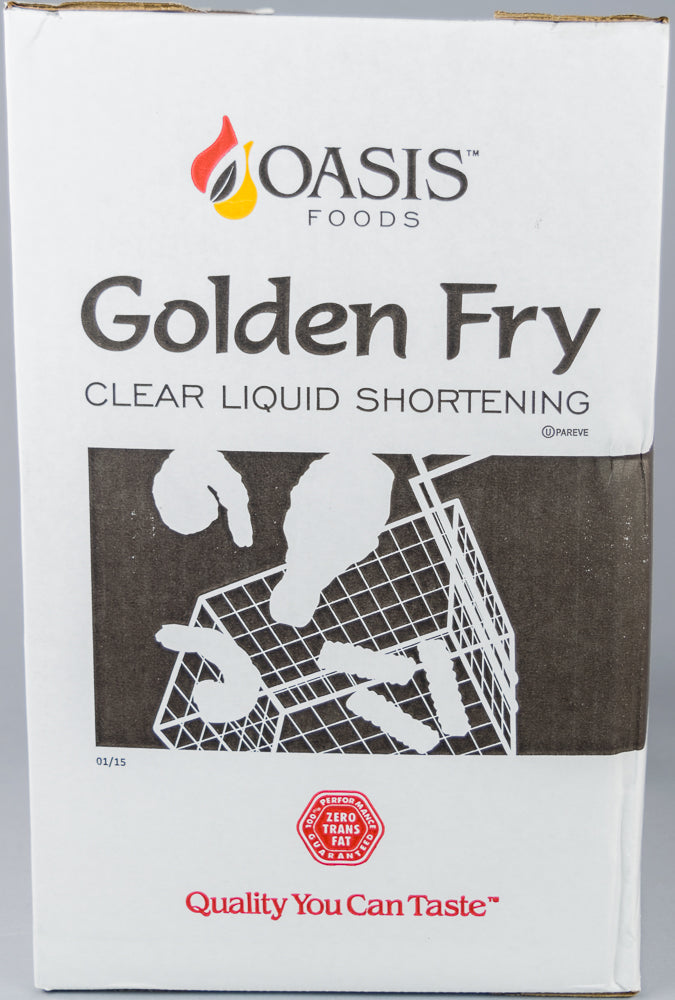 OASIS™
FOODS
Golden Fry
CLEAR LIQUID SHORTENING
Ⓤ PAREVE
01/15
100% PERFORMANCE
ZERO
TRANS
FAT
GUARANTEED
Quality You Can Taste™